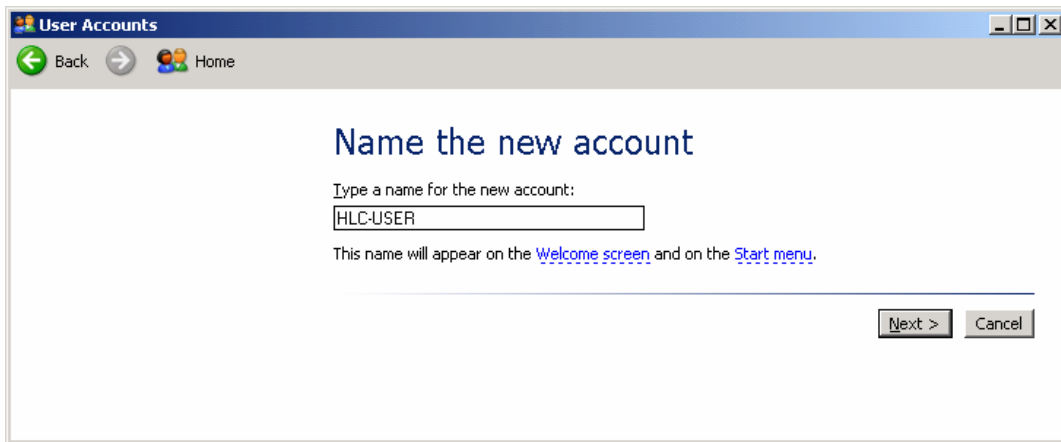 User Accounts
Back Home
Name the new account
Type a name for the new account:
HLC-USER
This name will appear on the Welcome screen and on the Start menu.
Next > Cancel